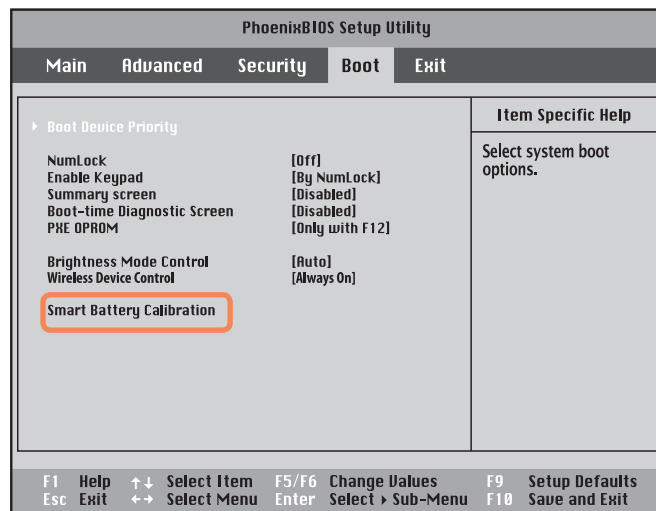 PhoenixBIOS Setup Utility
Main Advanced Security Boot Exit
▸ Boot Device Priority
NumLock [Off]
Enable Keypad [By NumLock]
Summary screen [Disabled]
Boot-time Diagnostic Screen [Disabled]
PXE OPROM [Only with F12]
Brightness Mode Control [Auto]
Wireless Device Control [Always On]
Smart Battery Calibration
Item Specific Help
Select system boot
options.
F1 Help ↑↓ Select Item F5/F6 Change Values F9 Setup Defaults
Esc Exit ←→ Select Menu Enter Select ▸ Sub-Menu F10 Save and Exit